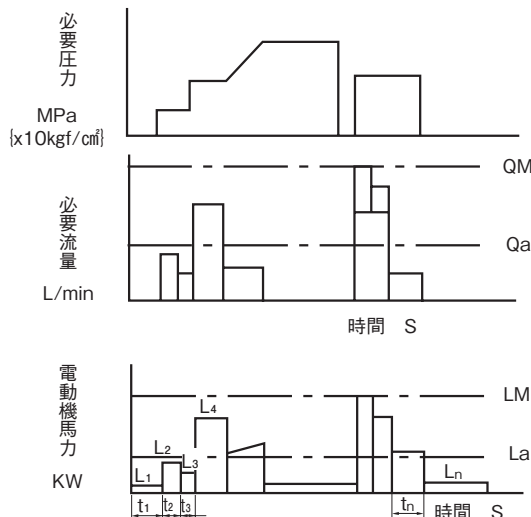 必要圧力
MPa
{x10kgf/c㎡}
QM
必要流量
Qa
L/min
時間 S
電動機馬力
LM
L4
L2
L3
La
L1
Ln
KW
t1 t2 t3
tn
時間 S